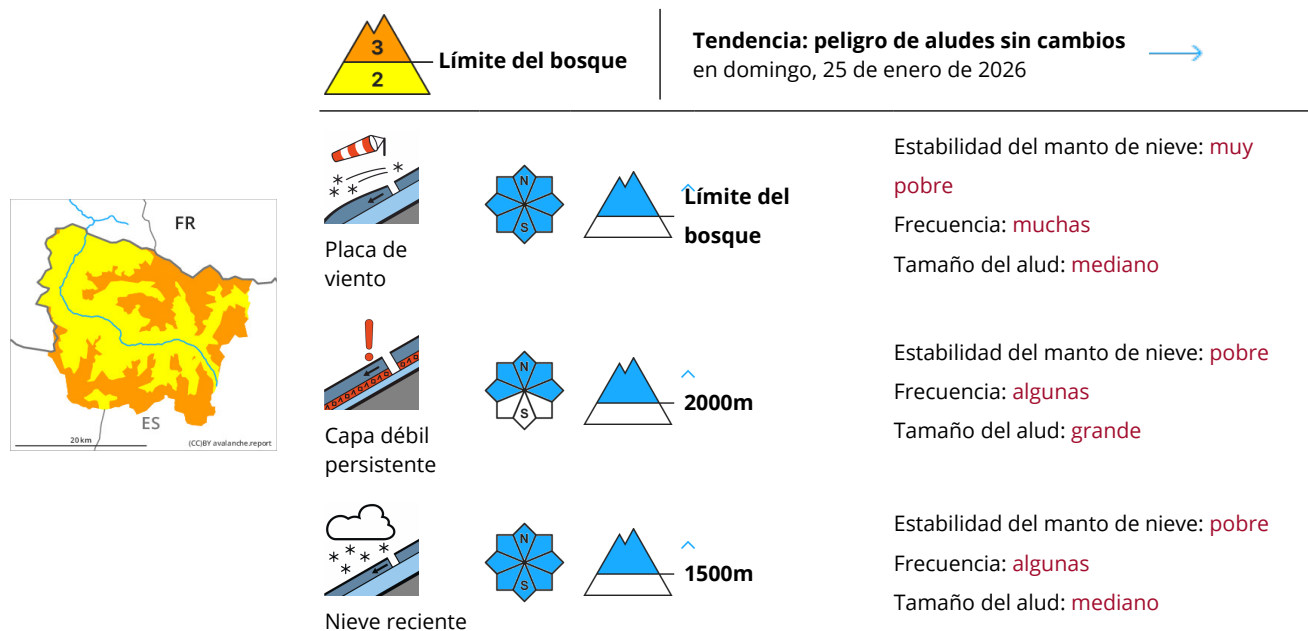 3
2
Límite del bosque
Tendencia: peligro de aludes sin cambios
en domingo, 25 de enero de 2026
FR
ES
20 km
(CC)BY avalanche.report
Placa de
viento
N
S
Límite del
bosque
Estabilidad del manto de nieve: muy
pobre
Frecuencia: muchas
Tamaño del alud: mediano
Capa débil
persistente
N
S
2000m
Estabilidad del manto de nieve: pobre
Frecuencia: algunas
Tamaño del alud: grande
Nieve reciente
N
S
1500m
Estabilidad del manto de nieve: pobre
Frecuencia: algunas
Tamaño del alud: mediano